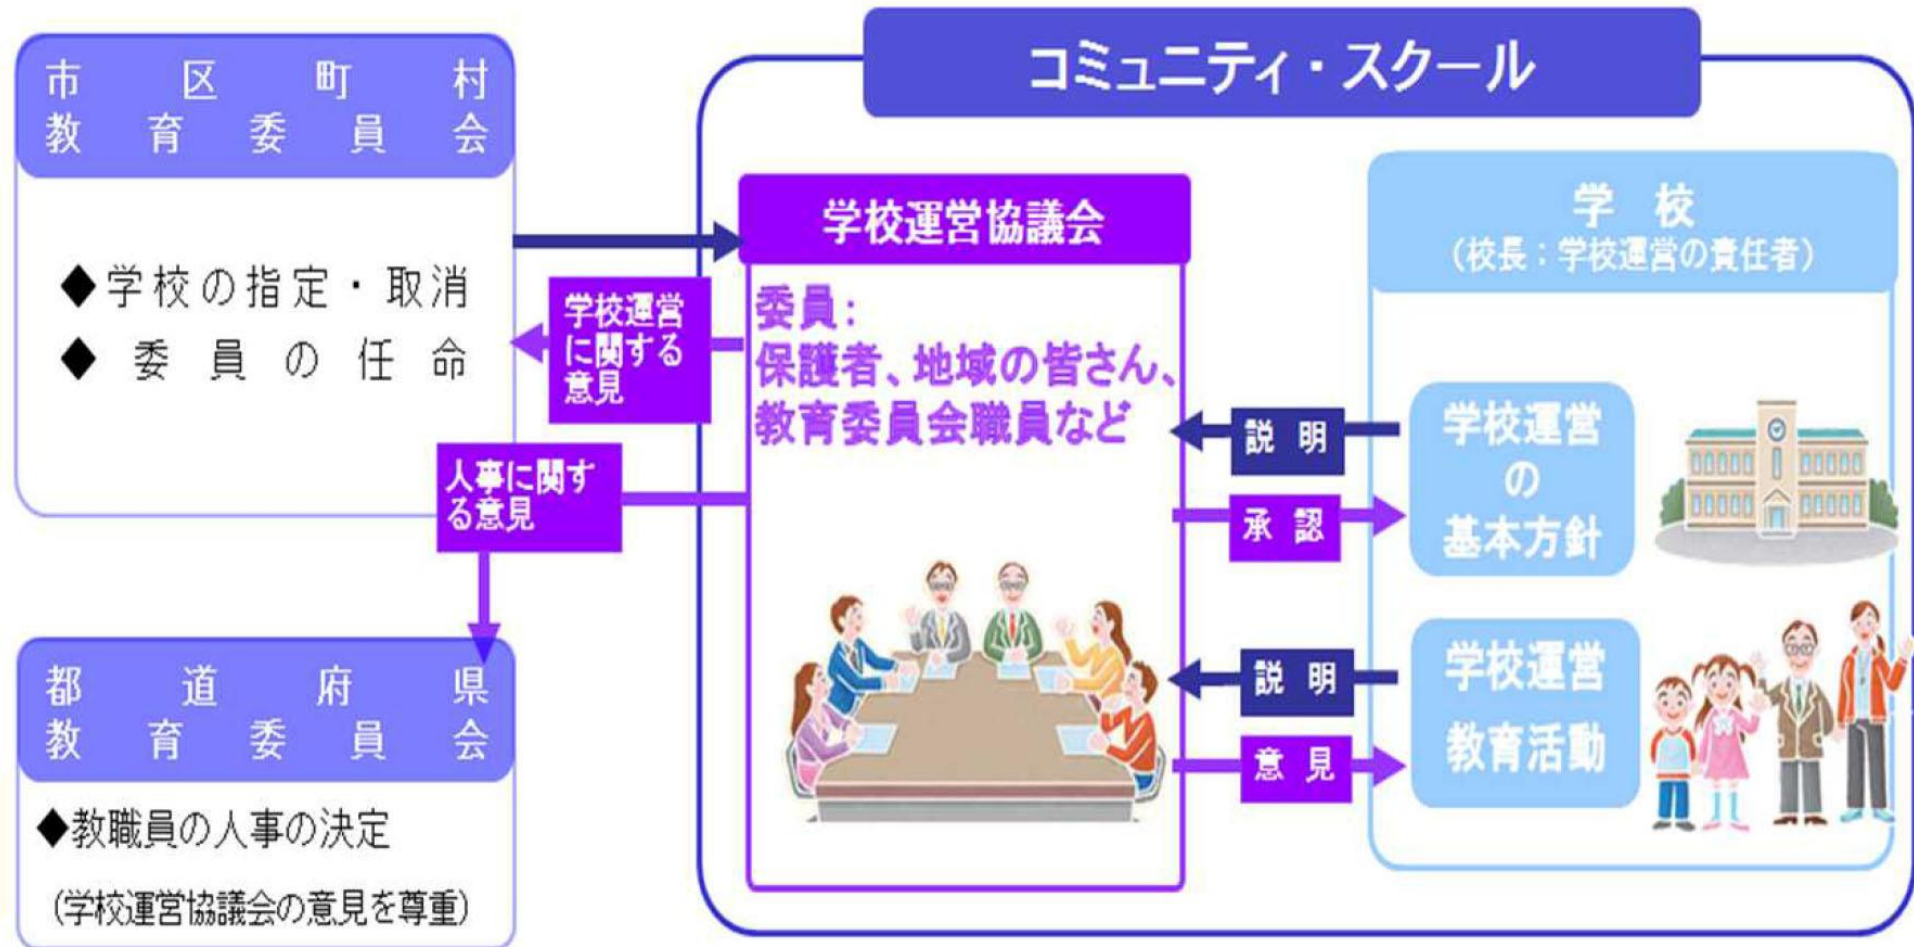 コミュニティ・スクール
市区町村
教育委員会
◆学校の指定・取消
◆委員の任命
学校運営協議会
委員:
保護者、地域の皆さん、
教育委員会職員など
学校運営
に関する
意見
人事に関す
る意見
都道府県
教育委員会
◆教職員の人事の決定
(学校運営協議会の意見を尊重)
学校
(校長:学校運営の責任者)
説明
承認
学校運営
の
基本方針
説明
意見
学校運営
教育活動